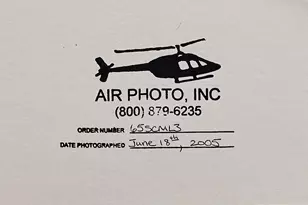 AIR PHOTO, INC
(800) 879-6235
ORDER NUMBER 65SCML3
DATE PHOTOGRAPHED June 18th, 2005